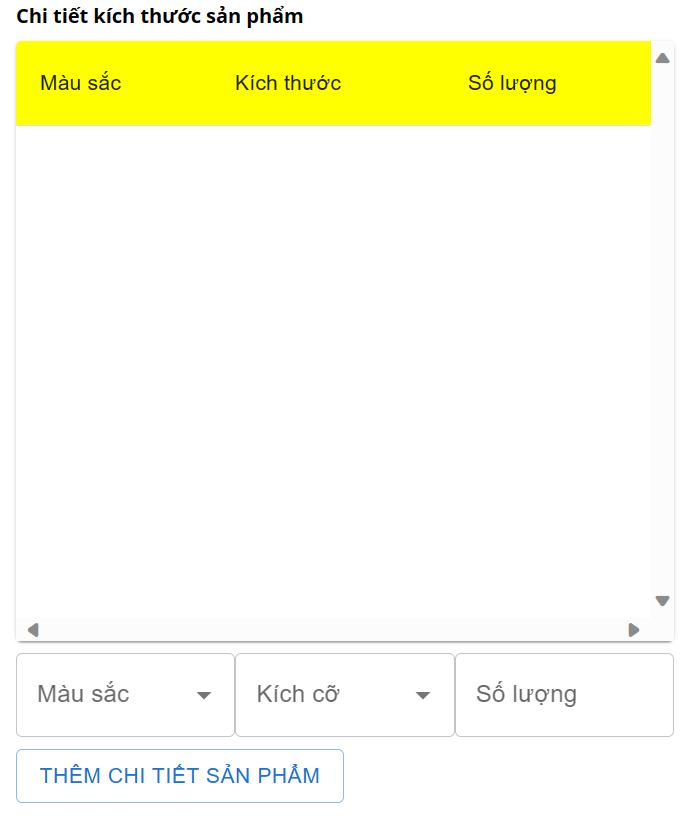 Chi tiết kích thước sản phẩm
Màu sắc Kích thước Số lượng
Màu sắc Kích cỡ Số lượng
THÊM CHI TIẾT SẢN PHẨM